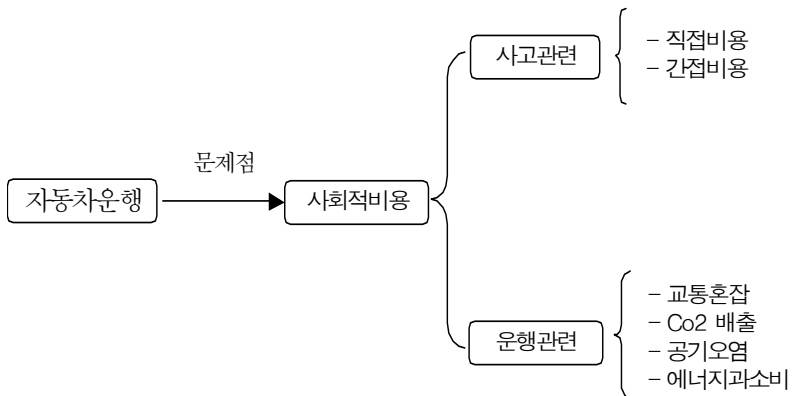 사고관련
- 직접비용
- 간접비용
문제점
자동차운행
사회적비용
운행관련
- 교통혼잡
- Co2 배출
- 공기오염
- 에너지과소비